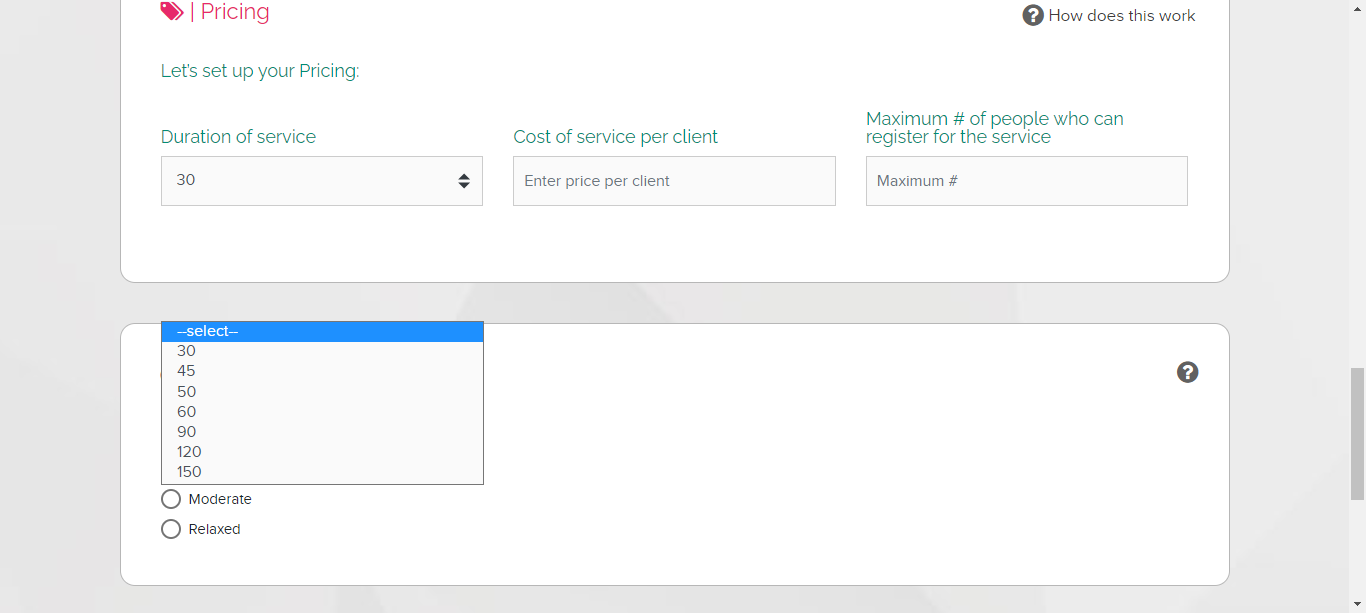 | Pricing
How does this work
Let's set up your Pricing:
Duration of service
Cost of service per client
Maximum # of people who can
register for the service
30
Enter price per client
Maximum #
--select--
30
45
50
60
90
120
150
Moderate
Relaxed